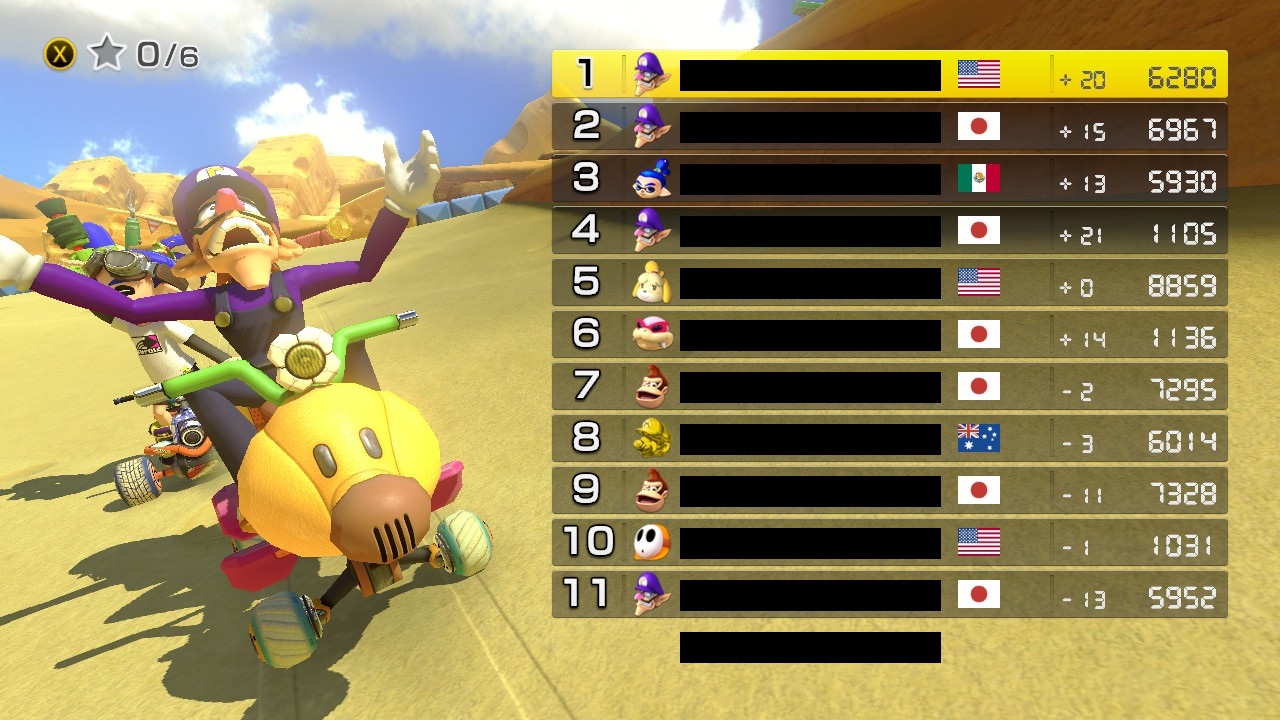 X 0/6
1 + 20 6280
2 + 15 6967
3 + 13 5930
4 + 21 1105
5 + 0 8859
6 + 14 1136
7 - 2 7295
8 - 3 6014
9 - 11 7328
10 - 1 1031
11 - 13 5952